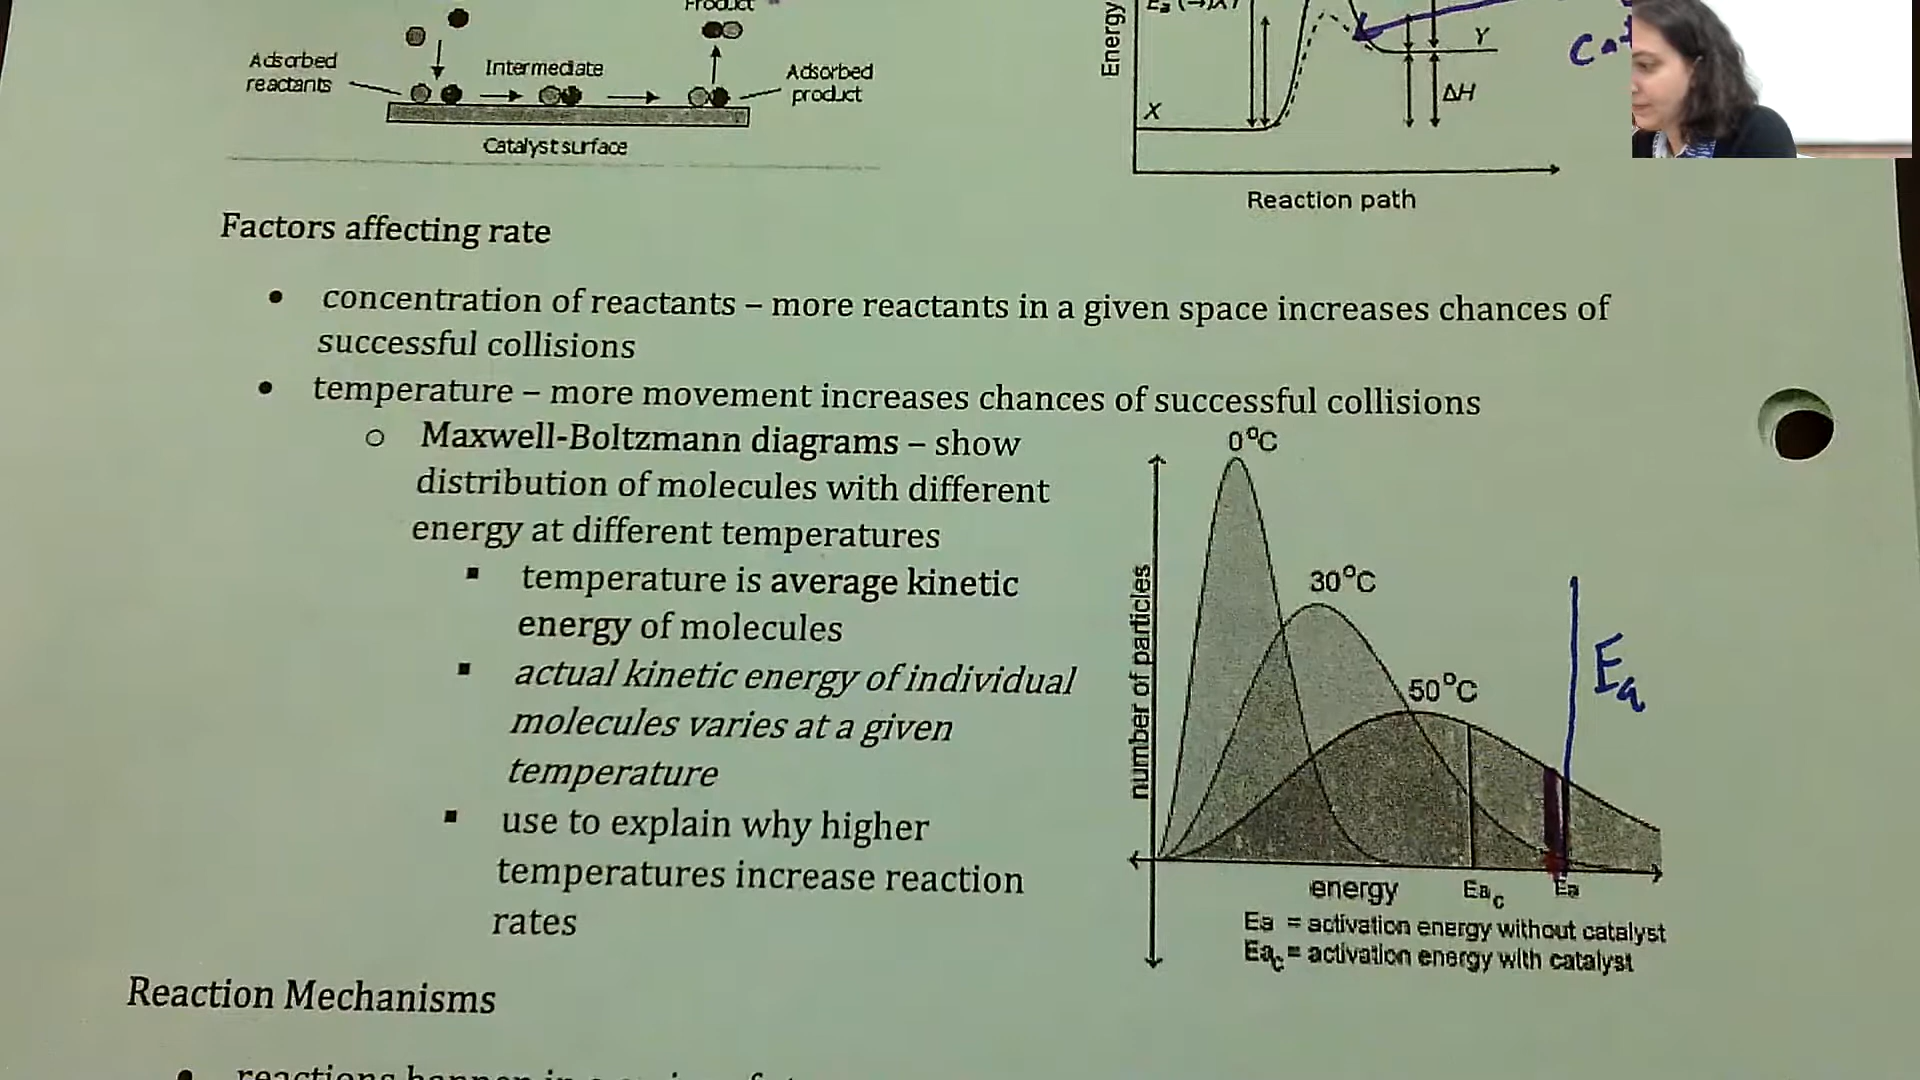 Product
Adsorbed
reactants
Intermediate
Adsorbed
product
Catalyst surface
Energy
X
Y
ΔH
Reaction path
Factors affecting rate
• concentration of reactants – more reactants in a given space increases chances of
successful collisions
• temperature – more movement increases chances of successful collisions
o Maxwell-Boltzmann diagrams – show
distribution of molecules with different
energy at different temperatures
▪ temperature is average kinetic
energy of molecules
▪ actual kinetic energy of individual
molecules varies at a given
temperature
▪ use to explain why higher
temperatures increase reaction
rates
0°C
30°C
50°C
Ea
number of particles
energy
Eac
Ea
Ea = activation energy without catalyst
Eac = activation energy with catalyst
Reaction Mechanisms